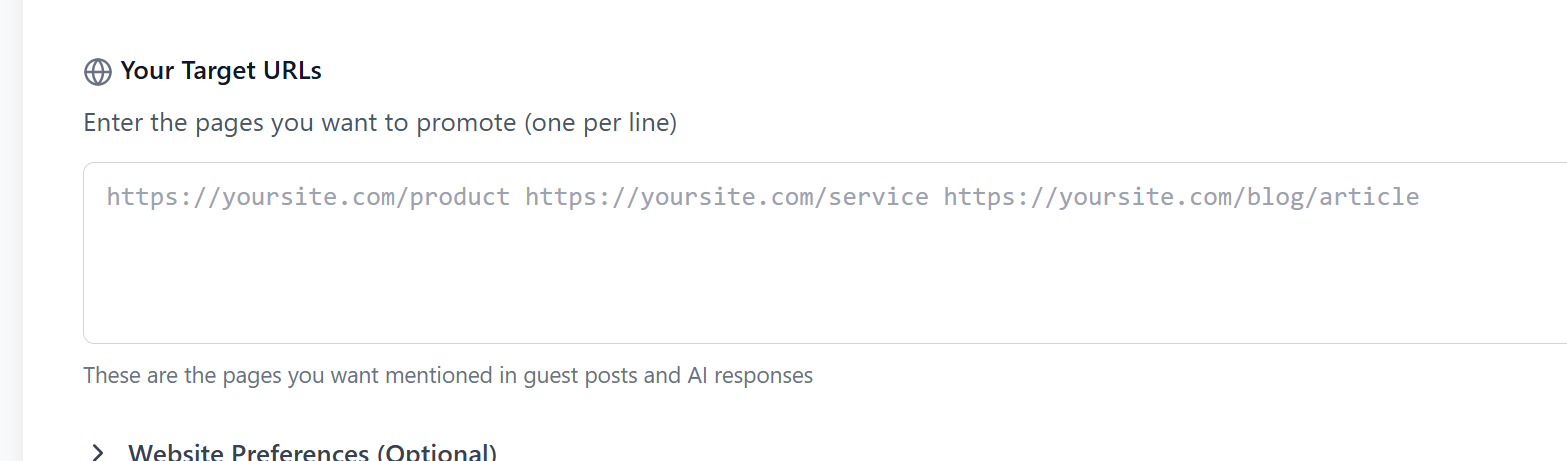 Your Target URLs
Enter the pages you want to promote (one per line)
https://yoursite.com/product https://yoursite.com/service https://yoursite.com/blog/article
These are the pages you want mentioned in guest posts and AI responses
Website Preferences (Optional)